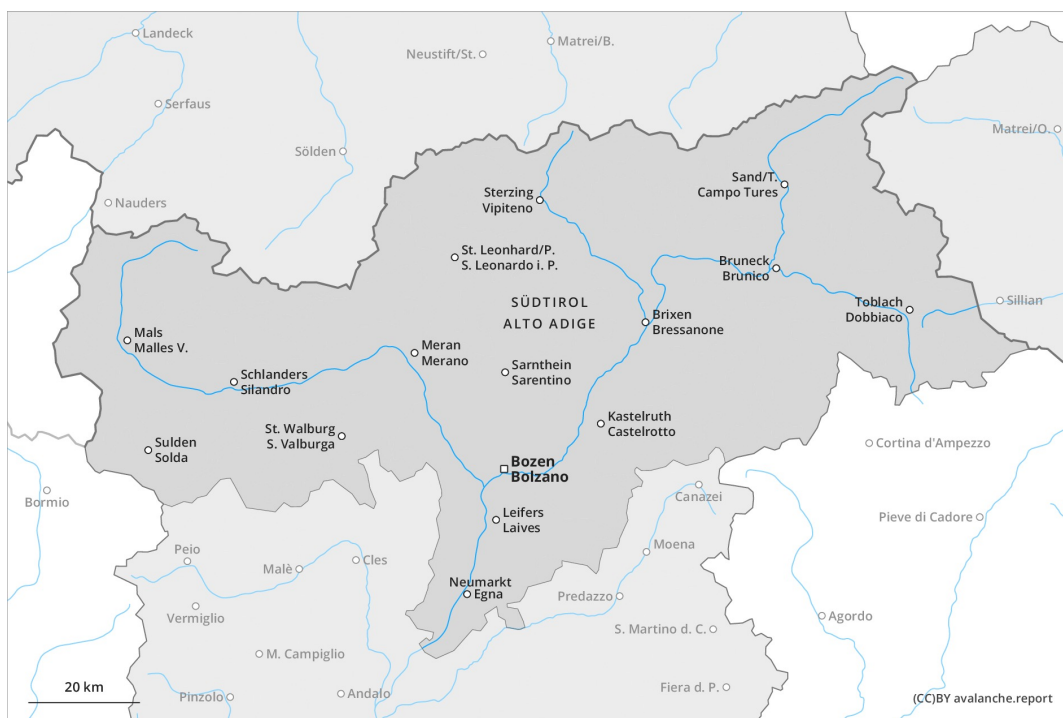 Landeck
Neustift/St.
Matrei/B.
Serfaus
Matrei/O.
Sölden
Sand/T.
Campo Tures
Sterzing
Vipiteno
Nauders
St. Leonhard/P.
S. Leonardo i. P.
Bruneck
Brunico
SÜDTIROL
ALTO ADIGE
Toblach
Dobbiaco
Sillian
Brixen
Bressanone
Mals
Malles V.
Meran
Merano
Sarnthein
Sarentino
Schlanders
Silandro
Kastelruth
Castelrotto
St. Walburg
S. Valburga
Sulden
Solda
Cortina d'Ampezzo
Bozen
Bolzano
Bormio
Canazei
Leifers
Laives
Pieve di Cadore
Peio
Malè
Cles
Moena
Neumarkt
Egna
Predazzo
Vermiglio
Agordo
S. Martino d. C.
M. Campiglio
20 km
Pinzolo
Andalo
Fiera d. P.
(CC)BY avalanche.report